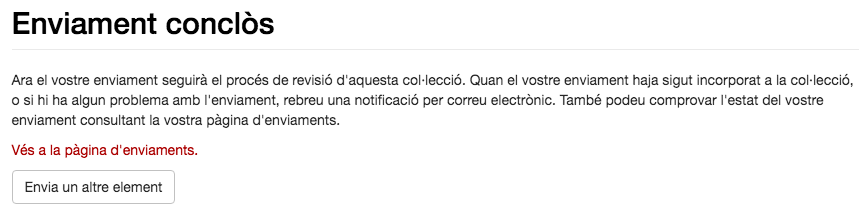 Enviament conclòs
Ara el vostre enviament seguirà el procés de revisió d'aquesta col·lecció. Quan el vostre enviament haja sigut incorporat a la col·lecció,
o si hi ha algun problema amb l'enviament, rebreu una notificació per correu electrònic. També podeu comprovar l'estat del vostre
enviament consultant la vostra pàgina d'enviaments.
Vés a la pàgina d'enviaments.
Envia un altre element